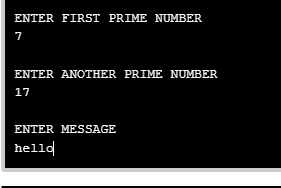 ENTER FIRST PRIME NUMBER
7
ENTER ANOTHER PRIME NUMBER
17
ENTER MESSAGE
hello